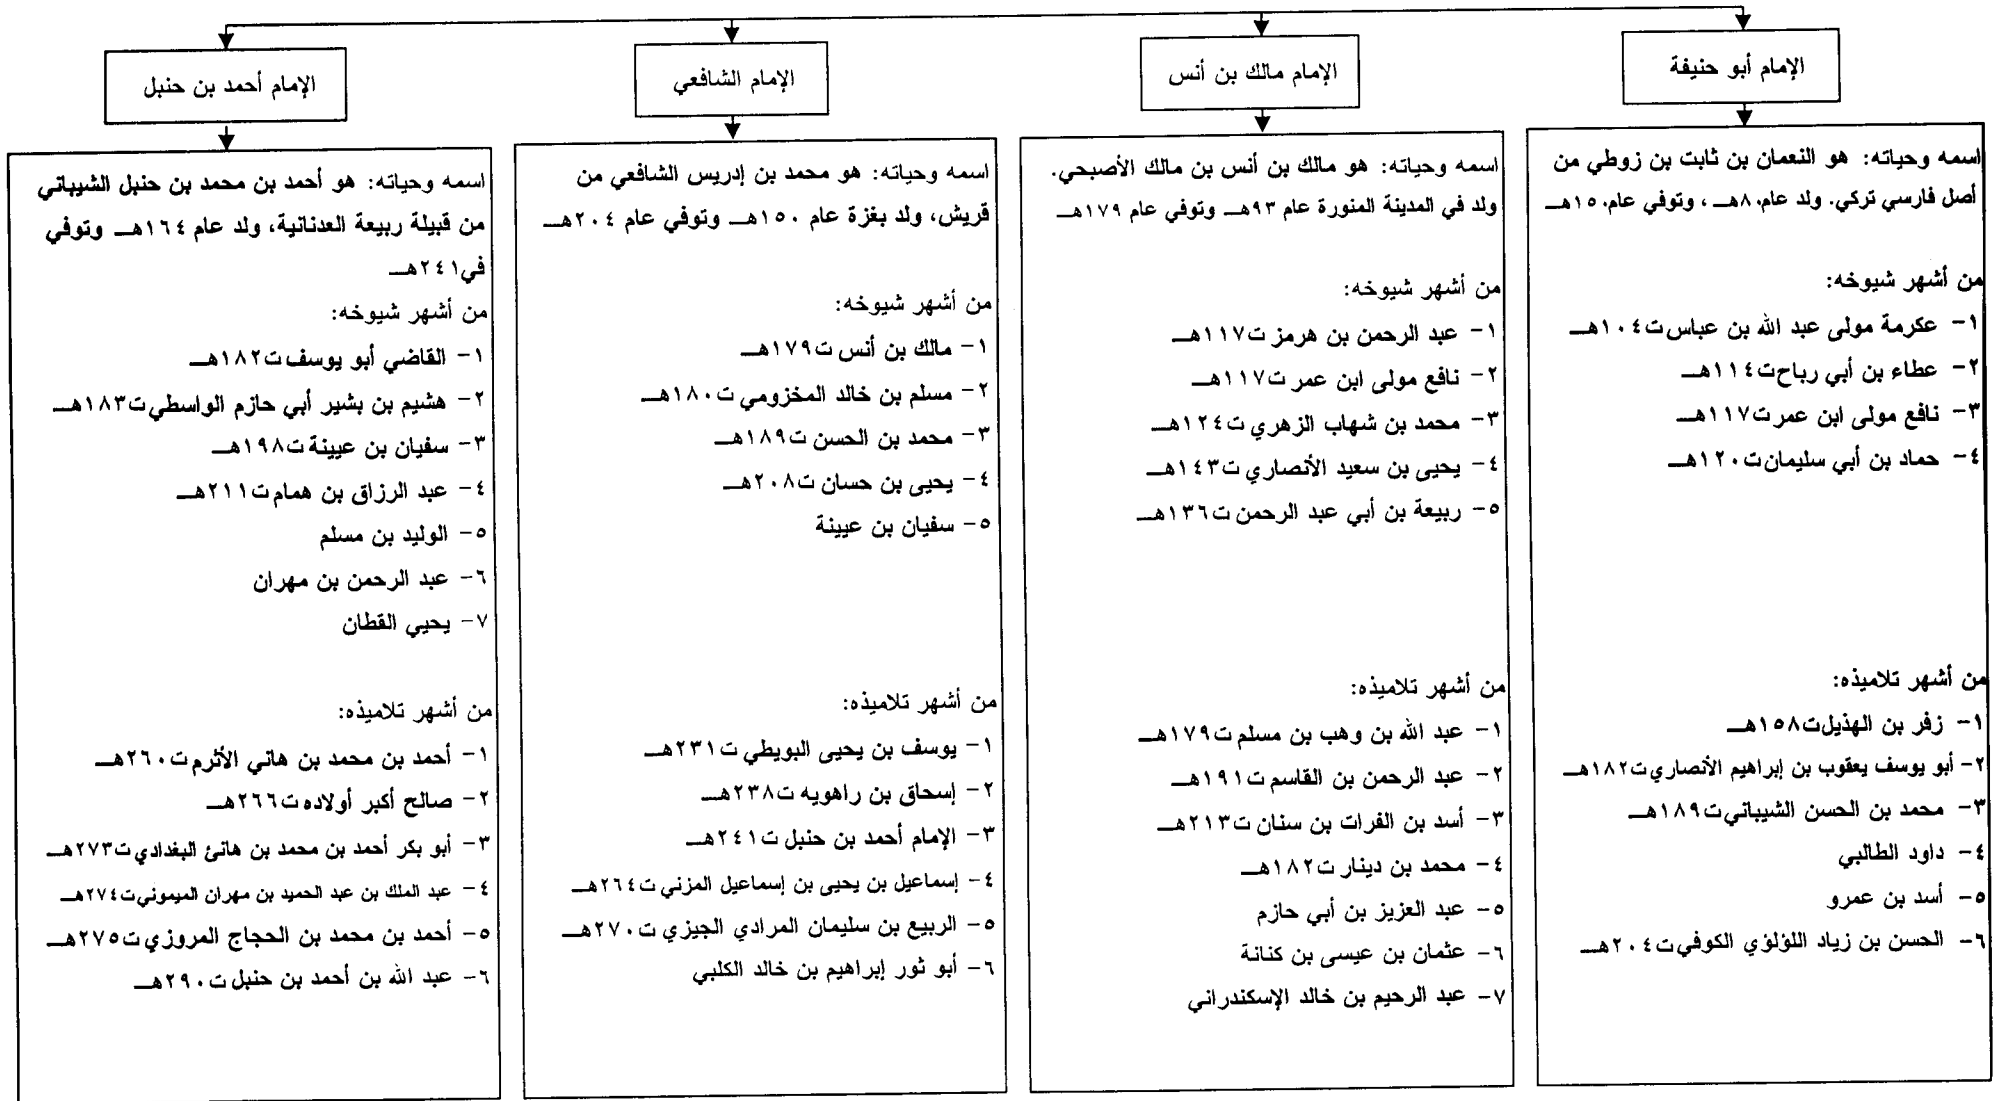 الإمام أبو حنيفة
اسمه وحياته: هو النعمان بن ثابت بن زوطي من
أصل فارسي تركي. ولد عام٨٠هـ ، وتوفي عام١٥٠هـ
من أشهر شيوخه:
١- عكرمة مولى عبد الله بن عباس ت١٠٤هـ
٢- عطاء بن أبي رباح ت١١٤هـ
٣- نافع مولى ابن عمر ت١١٧هـ
٤- حماد بن أبي سليمان ت١٢٠هـ
من أشهر تلاميذه:
١- زفر بن الهذيل ت١٥٨هـ
٢- أبو يوسف يعقوب بن إبراهيم الأنصاري ت١٨٢هـ
٣- محمد بن الحسن الشيباني ت١٨٩هـ
٤- داود الطالبي
٥- أسد بن عمرو
٦- الحسن بن زياد اللؤلؤي الكوفي ت٢٠٤هـ
الإمام مالك بن أنس
اسمه وحياته: هو مالك بن أنس بن مالك الأصبحي.
ولد في المدينة المنورة عام ٩٣هـ وتوفي عام ١٧٩هـ
من أشهر شيوخه:
١- عبد الرحمن بن هرمز ت١١٧هـ
٢- نافع مولى ابن عمر ت١١٧هـ
٣- محمد بن شهاب الزهري ت١٢٤هـ
٤- يحيى بن سعيد الأنصاري ت١٤٣هـ
٥- ربيعة بن أبي عبد الرحمن ت١٣٦هـ
من أشهر تلاميذه:
١- عبد الله بن وهب بن مسلم ت١٧٩هـ
٢- عبد الرحمن بن القاسم ت١٩١هـ
٣- أسد بن الفرات بن سنان ت٢١٣هـ
٤- محمد بن دينار ت١٨٢هـ
٥- عبد العزيز بن أبي حازم
٦- عثمان بن عيسى بن كنانة
٧- عبد الرحيم بن خالد الإسكندراني
الإمام الشافعي
اسمه وحياته: هو محمد بن إدريس الشافعي من
قريش، ولد بغزة عام ١٥٠هـ وتوفي عام ٢٠٤هـ
من أشهر شيوخه:
١- مالك بن أنس ت١٧٩هـ
٢- مسلم بن خالد المخزومي ت١٨٠هـ
٣- محمد بن الحسن ت١٨٩هـ
٤- يحيى بن حسان ت٢٠٨هـ
٥- سفيان بن عيينة
من أشهر تلاميذه:
١- يوسف بن يحيى البويطي ت٢٣١هـ
٢- إسحاق بن راهويه ت٢٣٨هـ
٣- الإمام أحمد بن حنبل ت٢٤١هـ
٤- إسماعيل بن يحيى بن إسماعيل المزني ت٢٦٤هـ
٥- الربيع بن سليمان المرادي الجيزي ت٢٧٠هـ
٦- أبو ثور إبراهيم بن خالد الكلبي
الإمام أحمد بن حنبل
اسمه وحياته: هو أحمد بن محمد بن حنبل الشيباني
من قبيلة ربيعة العدنانية، ولد عام ١٦٤هـ وتوفي
في٢٤١هـ
من أشهر شيوخه:
١- القاضي أبو يوسف ت١٨٢هـ
٢- هشيم بن بشير أبي حازم الواسطي ت١٨٣هـ
٣- سفيان بن عيينة ت١٩٨هـ
٤- عبد الرزاق بن همام ت٢١١هـ
٥- الوليد بن مسلم
٦- عبد الرحمن بن مهران
٧- يحيي القطان
من أشهر تلاميذه:
١- أحمد بن محمد بن هاني الأثرم ت٢٦٠هـ
٢- صالح أكبر أولاده ت٢٦٦هـ
٣- أبو بكر أحمد بن محمد بن هانئ البغدادي ت٢٧٣هـ
٤- عبد الملك بن عبد الحميد بن مهران الميموني ت٢٧٤هـ
٥- أحمد بن محمد بن الحجاج المروزي ت٢٧٥هـ
٦- عبد الله بن أحمد بن حنبل ت٢٩٠هـ